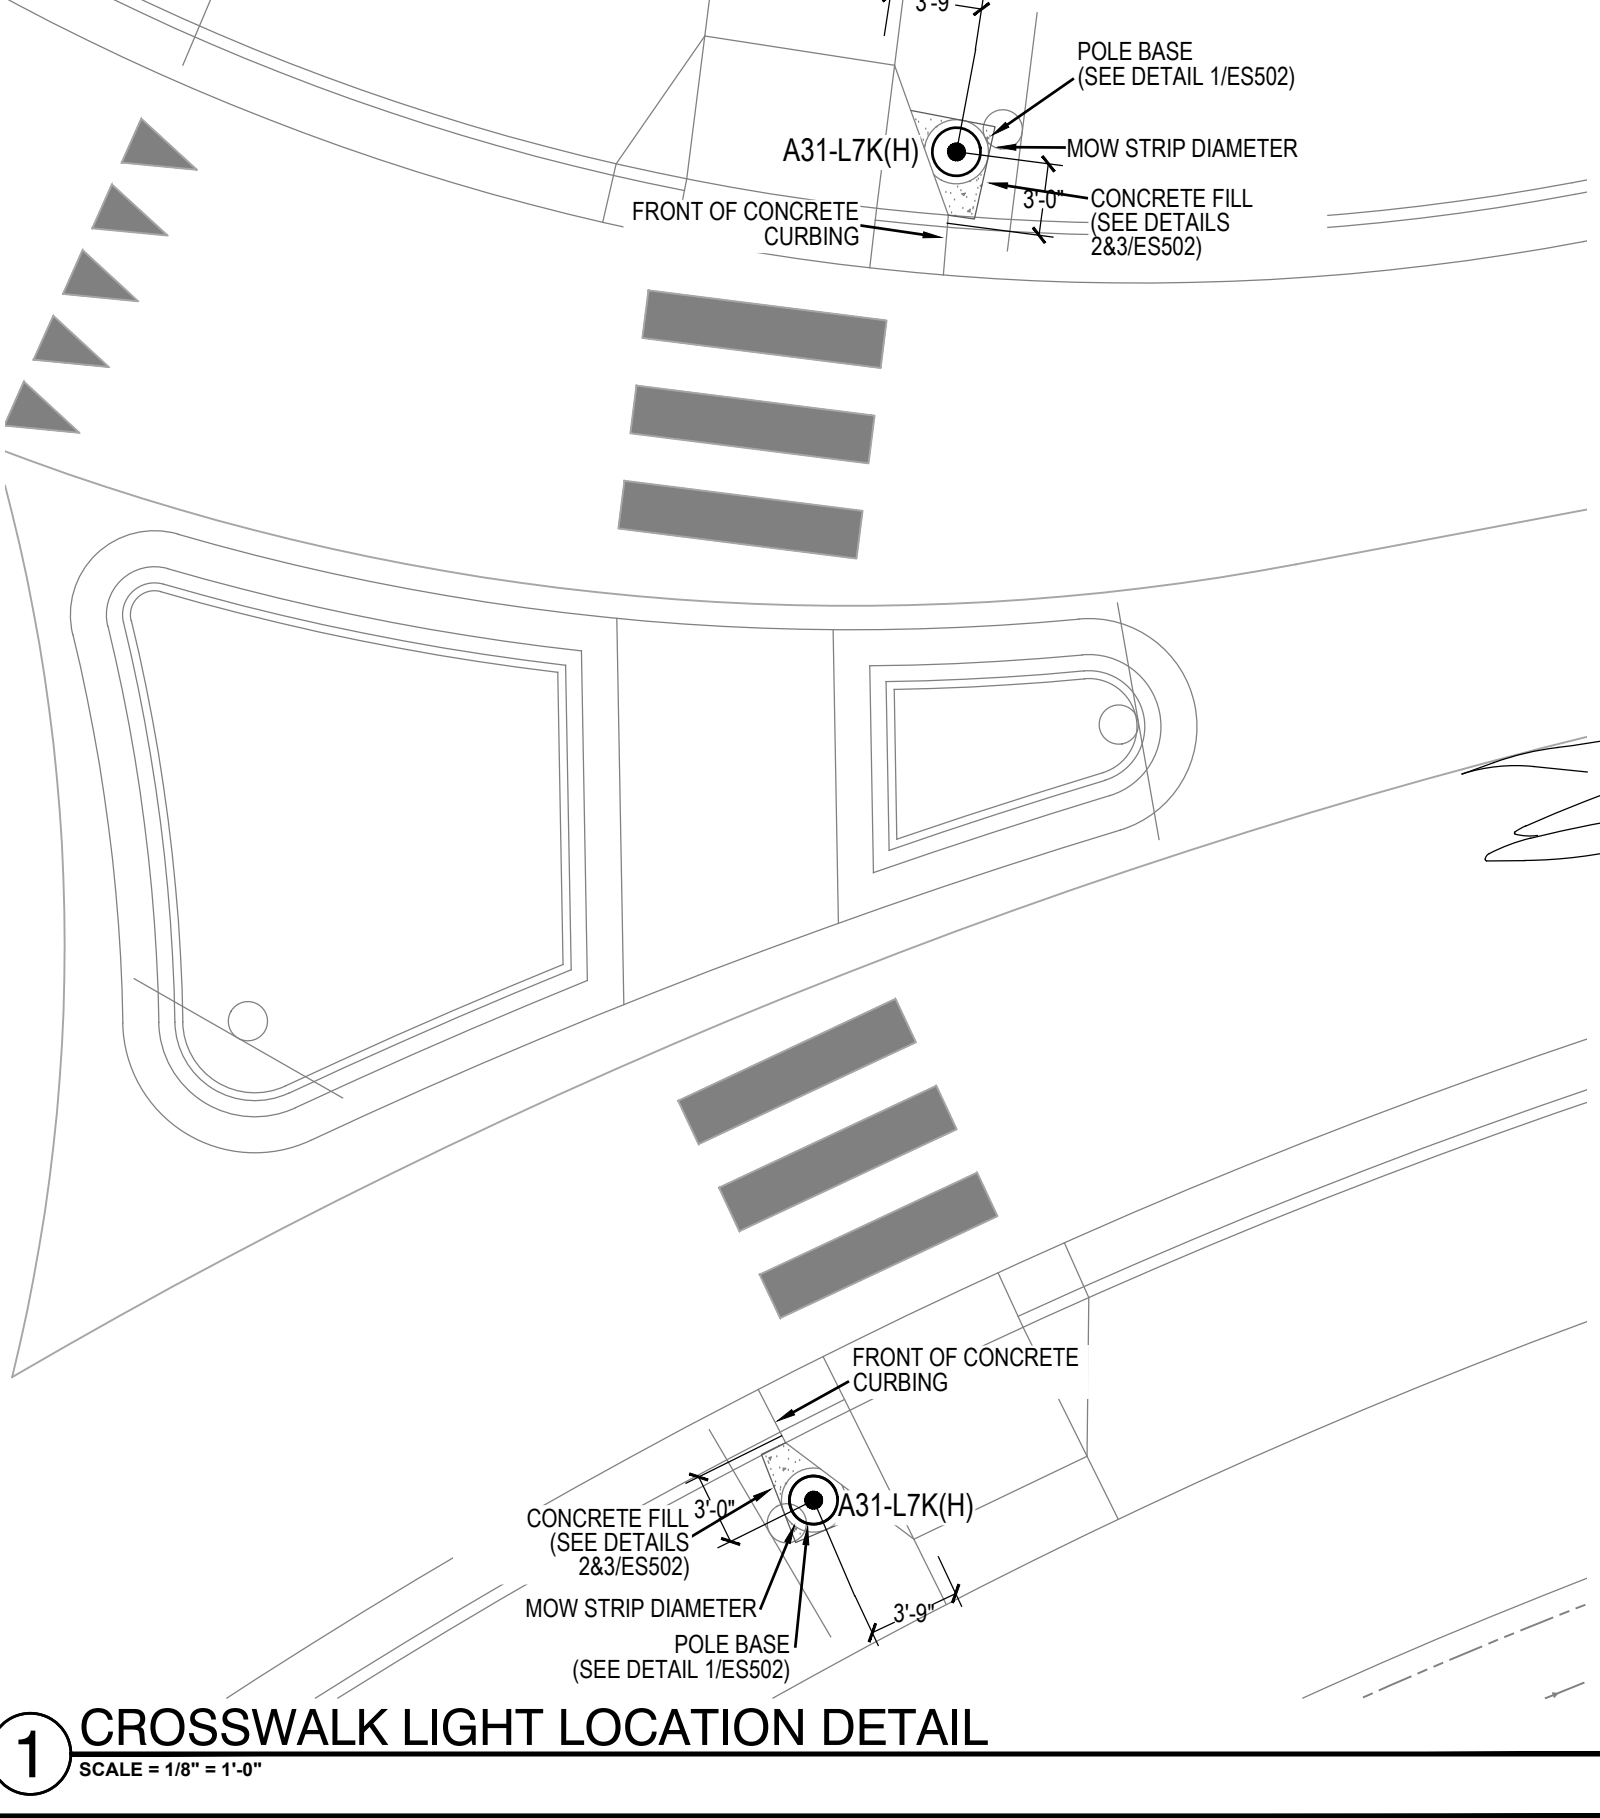 3'-9"
POLE BASE
(SEE DETAIL 1/ES502)
A31-L7K(H)
MOW STRIP DIAMETER
3'-0"
CONCRETE FILL
(SEE DETAILS
2&3/ES502)
FRONT OF CONCRETE
CURBING
FRONT OF CONCRETE
CURBING
A31-L7K(H)
3'-0"
CONCRETE FILL
(SEE DETAILS
2&3/ES502)
MOW STRIP DIAMETER
3'-9"
POLE BASE
(SEE DETAIL 1/ES502)
1
CROSSWALK LIGHT LOCATION DETAIL
SCALE = 1/8" = 1'-0"